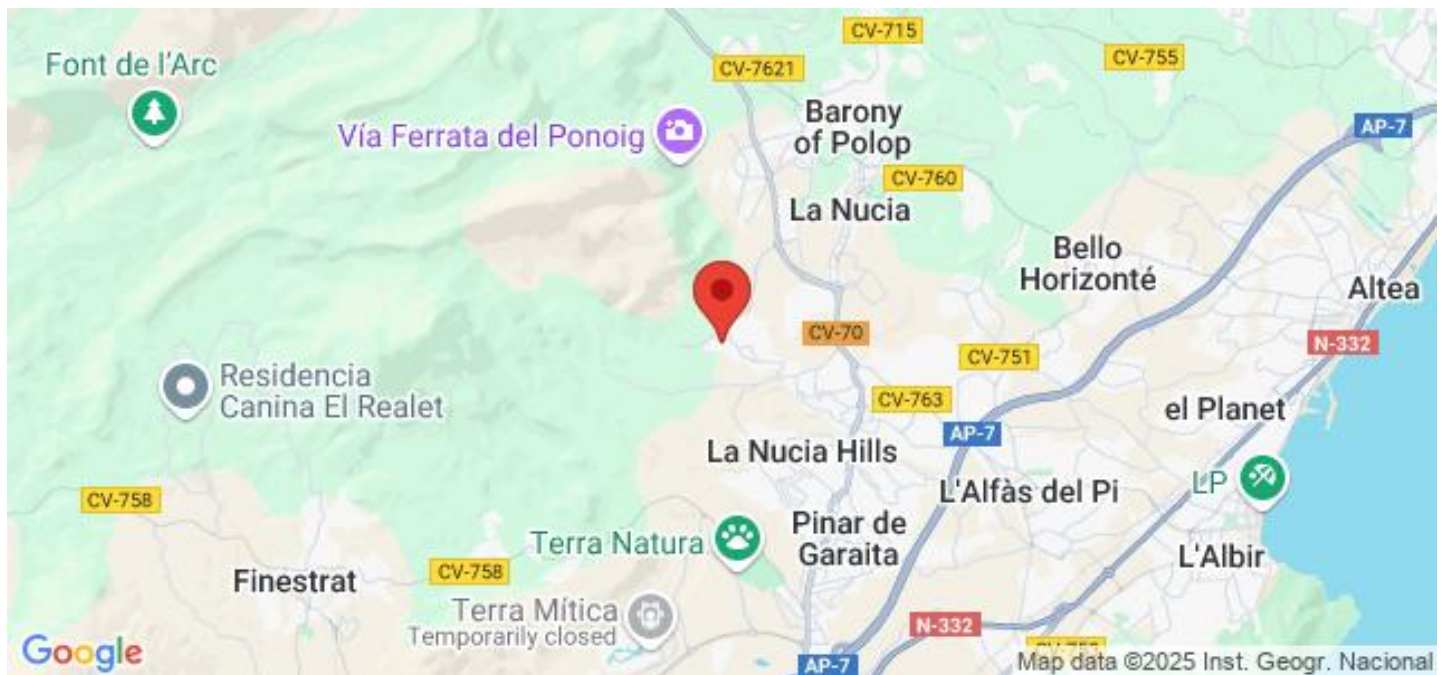 CV-715
CV-755
Font de l'Arc
CV-7621
Barony
of Polop
AP-7
Vía Ferrata del Ponoig
CV-760
La Nucia
Bello
Horizonté
Altea
CV-70
N-332
CV-751
Residencia
Canina El Realet
CV-763
el Planet
AP-7
La Nucia Hills
LP
L'Alfàs del Pi
CV-758
Pinar de
Garaita
Terra Natura
L'Albir
CV-758
Finestrat
Terra Mítica
Temporarily closed
N-332
Google
AP-7
Map data ©2025 Inst. Geogr. Nacional